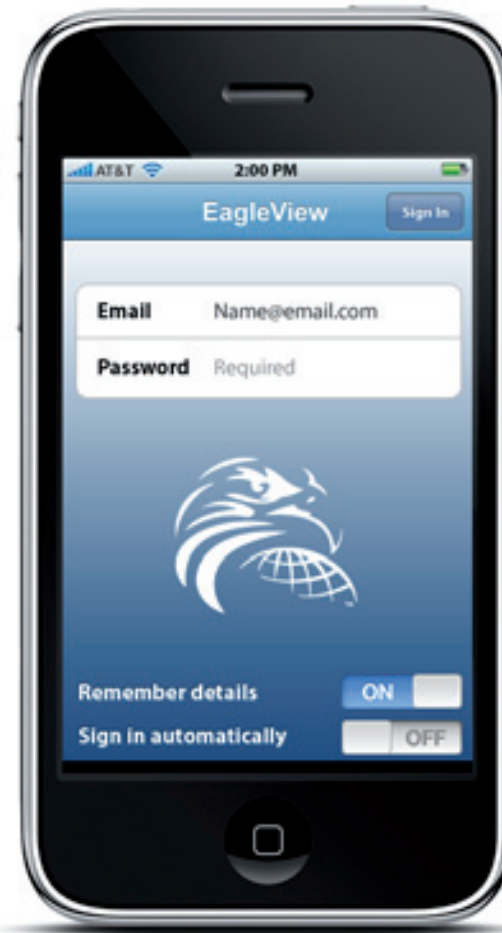 AT&T 2:00 PM
EagleView Sign In
Email Name@email.com
Password Required
Remember details ON
Sign in automatically OFF